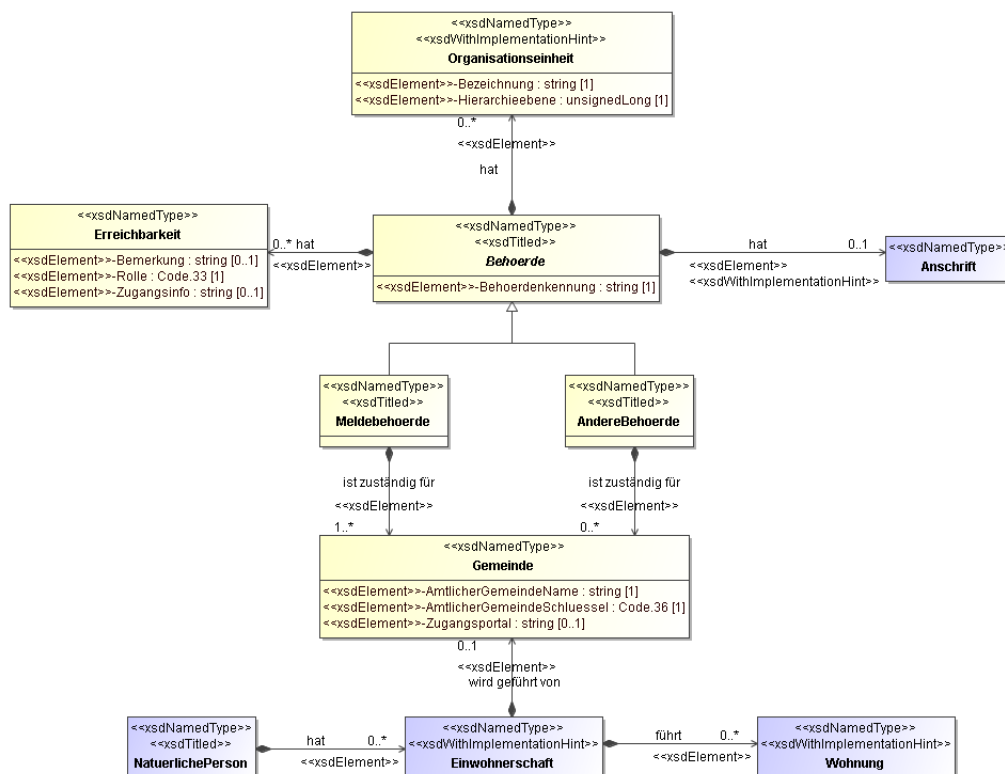 <<xsdNamedType>>
<<xsdWithImplementationHint>>
Organisationseinheit
<<xsdElement>>-Bezeichnung : string [1]
<<xsdElement>>-Hierarchieebene : unsignedLong [1]
0..*
<<xsdElement>>
hat
<<xsdNamedType>>
Erreichbarkeit
<<xsdElement>>-Bemerkung : string [0..1]
<<xsdElement>>-Rolle : Code.33 [1]
<<xsdElement>>-Zugangsinfo : string [0..1]
0..* hat
<<xsdElement>>
<<xsdNamedType>>
<<xsdTitled>>
Behoerde
<<xsdElement>>-Behoerdenkennung : string [1]
hat 0..1
<<xsdElement>>
<<xsdWithImplementationHint>>
<<xsdNamedType>>
Anschrift
<<xsdNamedType>>
<<xsdTitled>>
Meldebehoerde
<<xsdNamedType>>
<<xsdTitled>>
AndereBehoerde
ist zuständig für
<<xsdElement>>
1..*
ist zuständig für
<<xsdElement>>
0..*
<<xsdNamedType>>
Gemeinde
<<xsdElement>>-AmtlicherGemeindeName : string [1]
<<xsdElement>>-AmtlicherGemeindeSchluessel : Code.36 [1]
<<xsdElement>>-Zugangsportal : string [0..1]
0..1
<<xsdElement>>
wird geführt von
<<xsdNamedType>>
<<xsdTitled>>
NatuerlichePerson
hat 0..*
<<xsdElement>>
<<xsdNamedType>>
<<xsdWithImplementationHint>>
Einwohnerschaft
führt 0..*
<<xsdElement>>
<<xsdNamedType>>
<<xsdWithImplementationHint>>
Wohnung